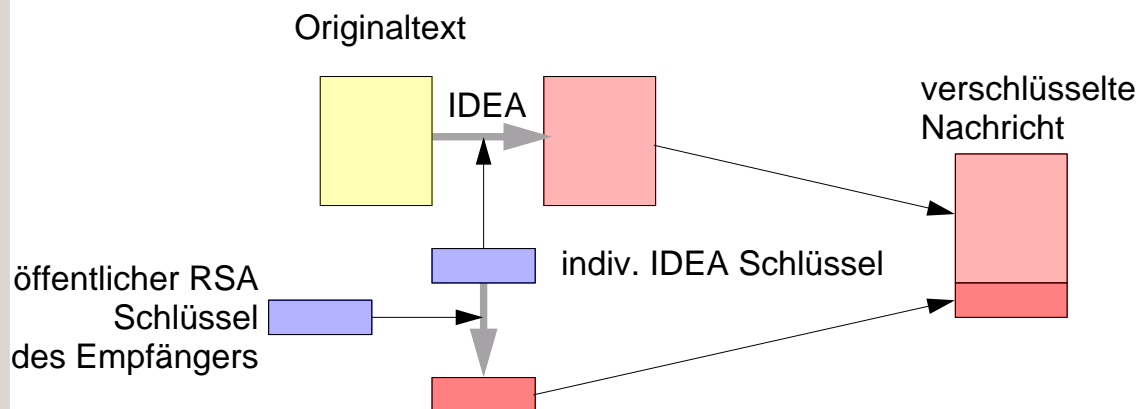 Originaltext
IDEA
verschlüsselte
Nachricht
indiv. IDEA Schlüssel
öffentlicher RSA
Schlüssel
des Empfängers